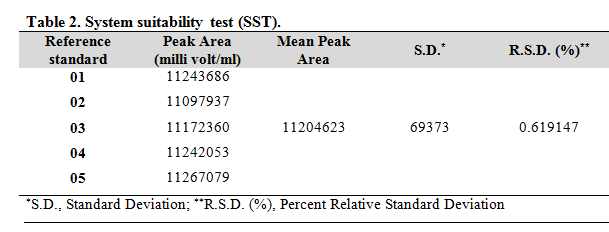 Table 2. System suitability test (SST).
Reference standard Peak Area (milli volt/ml) Mean Peak Area S.D.* R.S.D. (%)**
01 11243686
02 11097937
03 11172360 11204623 69373 0.619147
04 11242053
05 11267079
*S.D., Standard Deviation; **R.S.D. (%), Percent Relative Standard Deviation